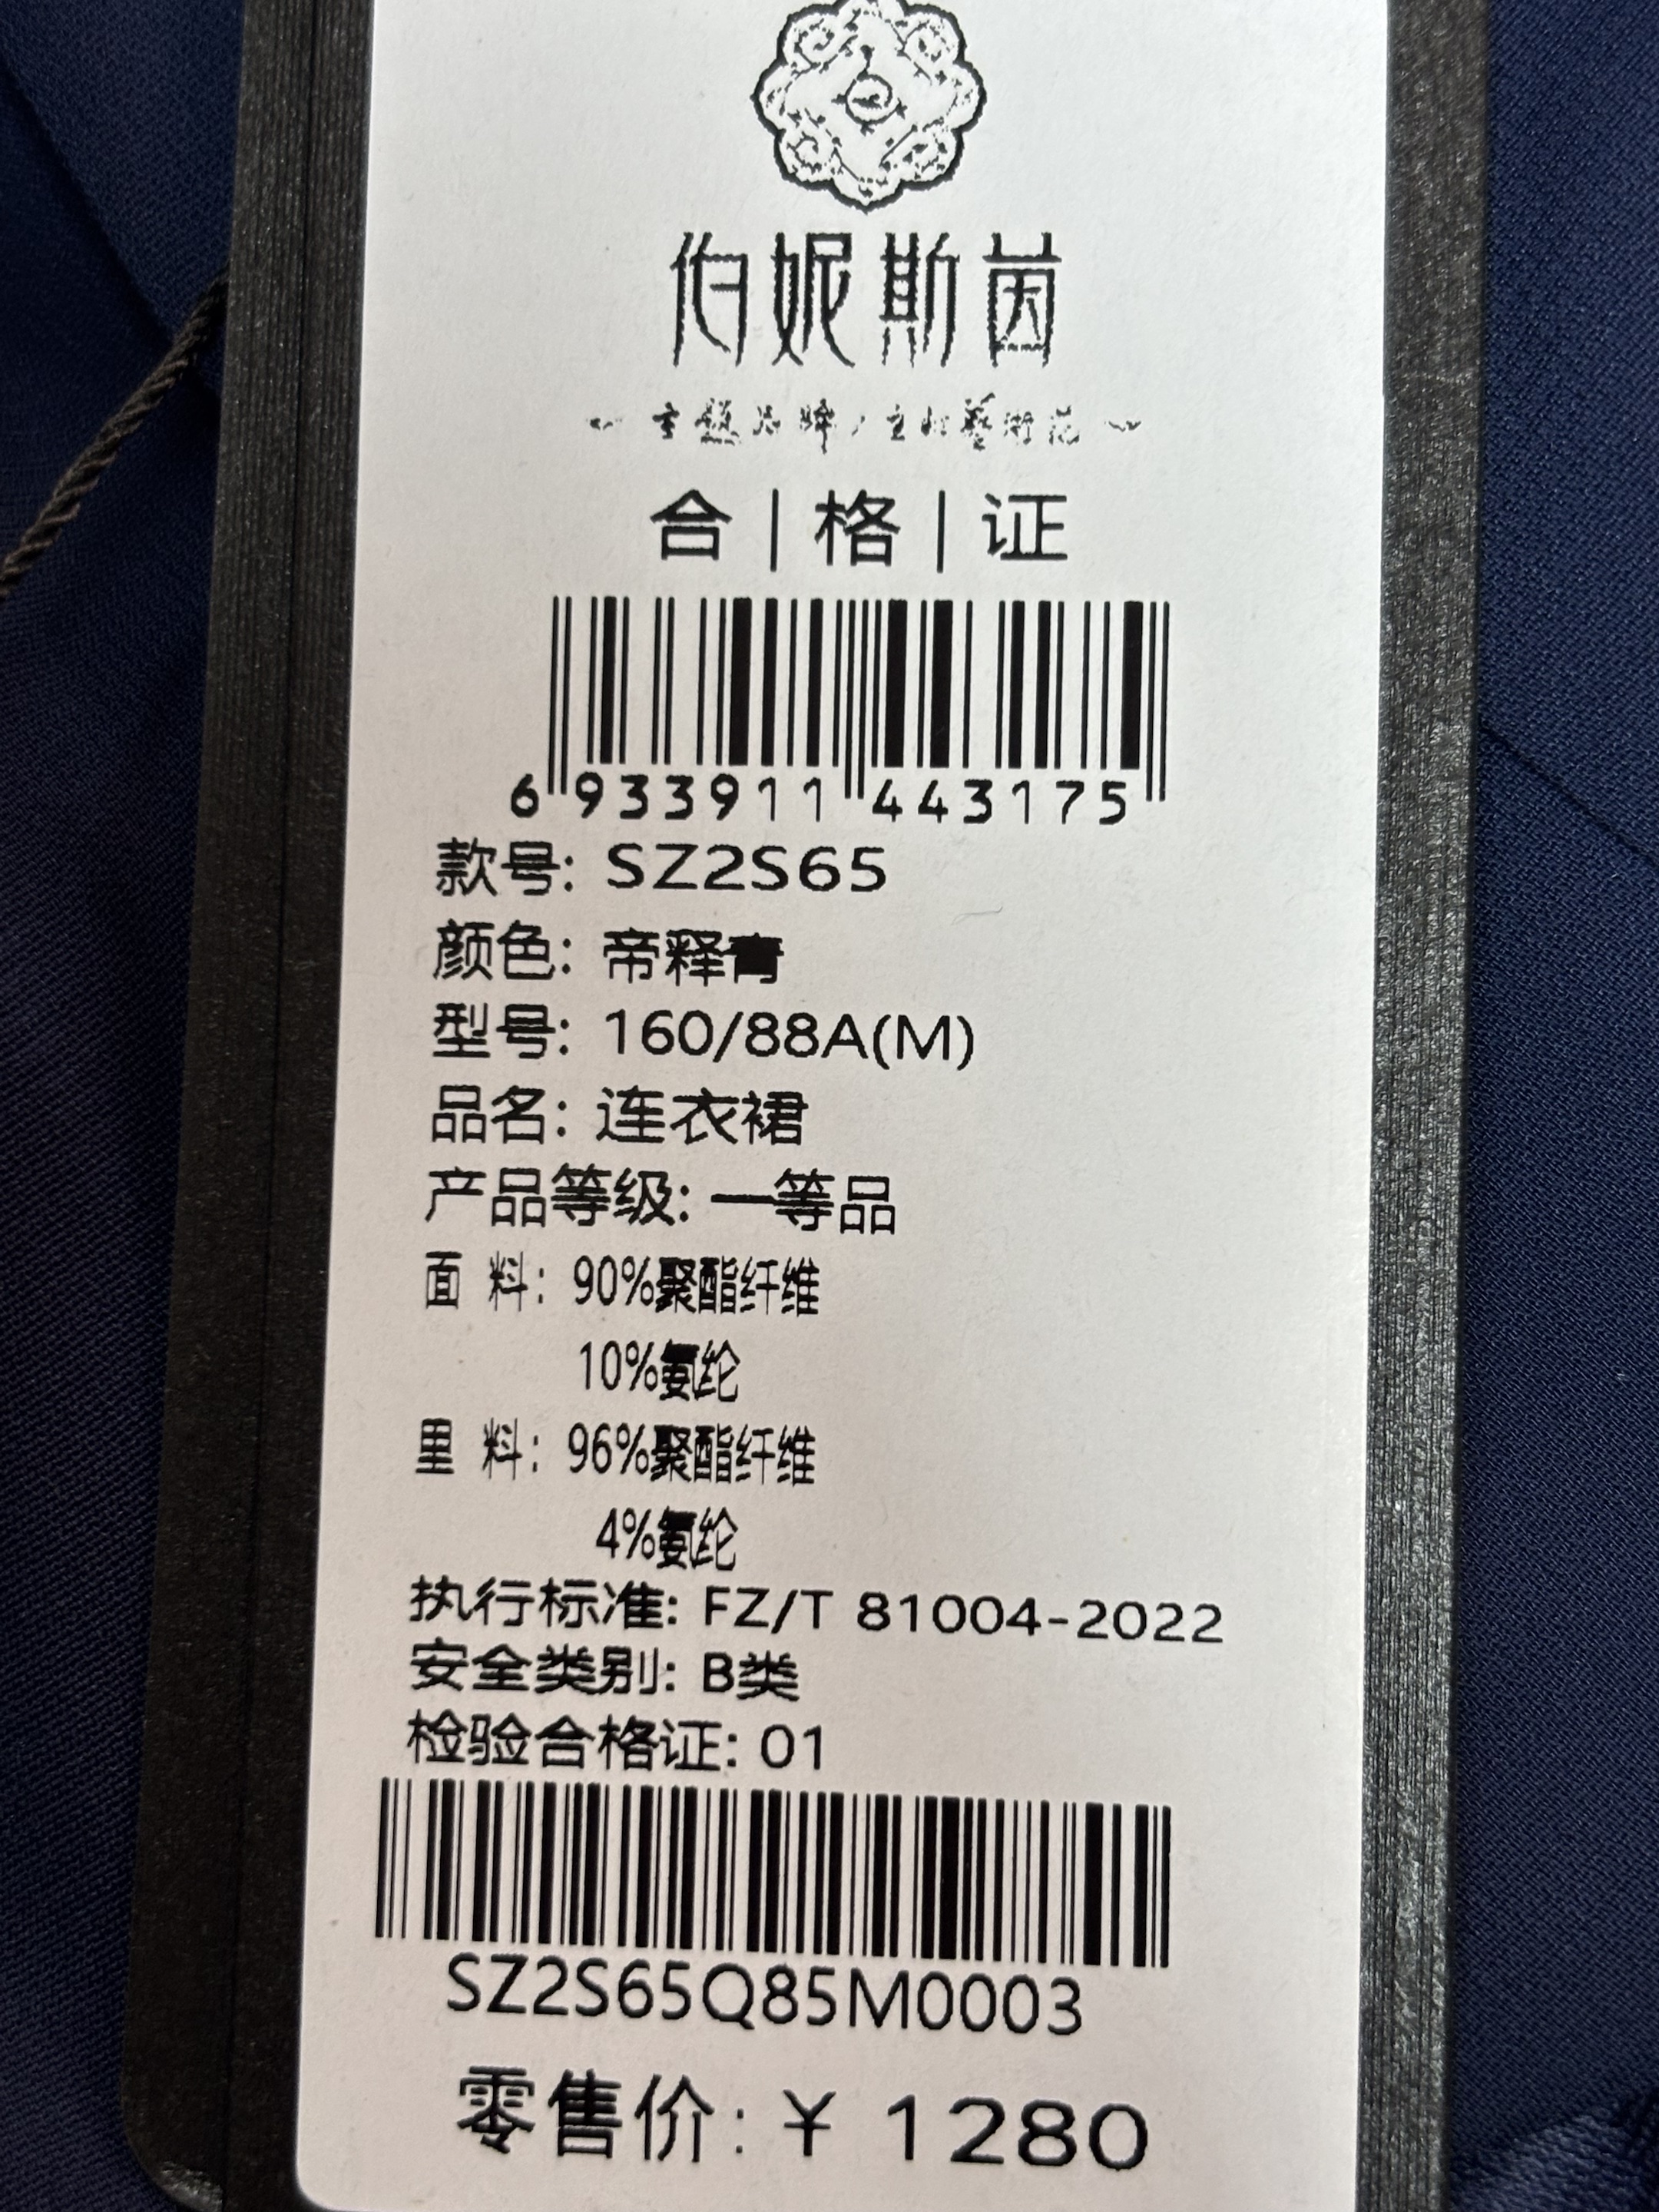 伯妮斯茵
合|格|证
6 933911 443175
款号: SZ2S65
颜色: 帝释青
型号: 160/88A(M)
品名: 连衣裙
产品等级: 一等品
面 料: 90%聚酯纤维
10%氨纶
里 料: 96%聚酯纤维
4%氨纶
执行标准: FZ/T 81004-2022
安全类别: B类
检验合格证: 01
SZ2S65Q85M0003
零售价: ¥ 1280